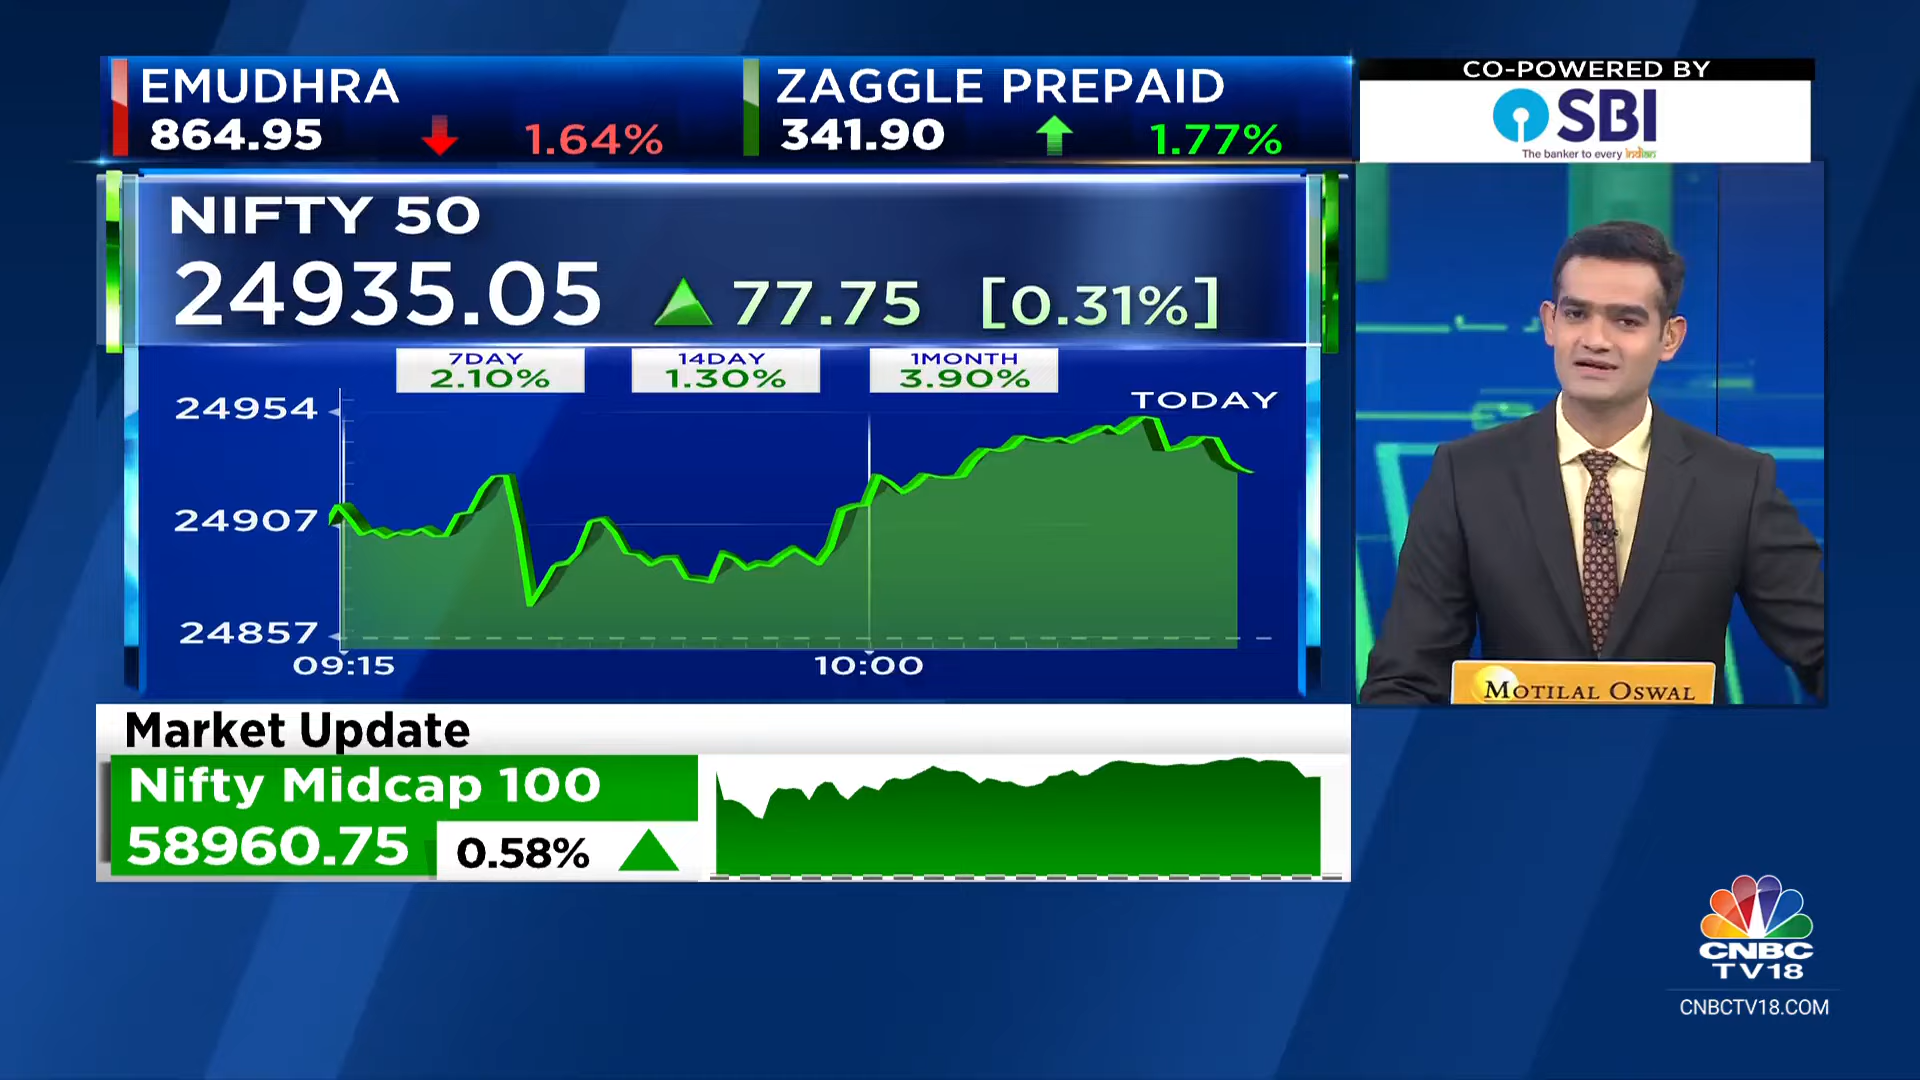 EMUDHRA
864.95 1.64%
ZAGGLE PREPAID
341.90 1.77%
CO-POWERED BY
SBI
The banker to every indian
NIFTY 50
24935.05 77.75 [0.31%]
7DAY
2.10%
14DAY
1.30%
1MONTH
3.90%
TODAY
24954
24907
24857
09:15 10:00
MOTILAL OSWAL
Market Update
Nifty Midcap 100
58960.75 0.58%
CNBC
TV18
CNBCTV18.COM